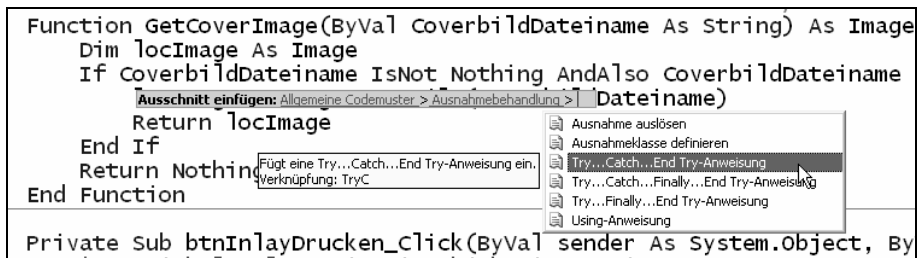 Function GetCoverImage(ByVal CoverbildDateiname As String) As Image
Dim locImage As Image
If CoverbildDateiname IsNot Nothing AndAlso CoverbildDateiname
Ausschnitt einfügen: Allgemeine Codemuster > Ausnahmebehandlung > Dateiname)
Return locImage
End If
Return Nothing
End Function
Fügt eine Try...Catch...End Try-Anweisung ein.
Verknüpfung: TryC
Ausnahme auslösen
Ausnahmeklasse definieren
Try...Catch...End Try-Anweisung
Try...Catch...Finally...End Try-Anweisung
Try...Finally...End Try-Anweisung
Using-Anweisung
Private Sub btnInlayDrucken_Click(ByVal sender As System.Object, By